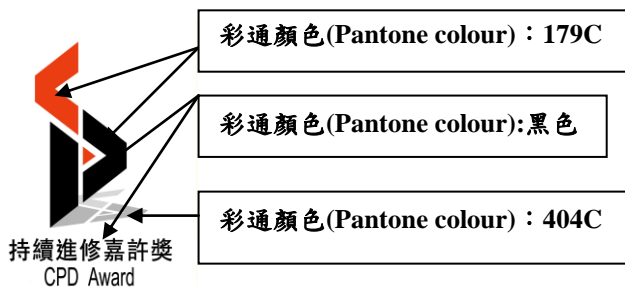 彩通顏色(Pantone colour)：179C
彩通顏色(Pantone colour):黑色
彩通顏色(Pantone colour)：404C
持續進修嘉許獎
CPD Award